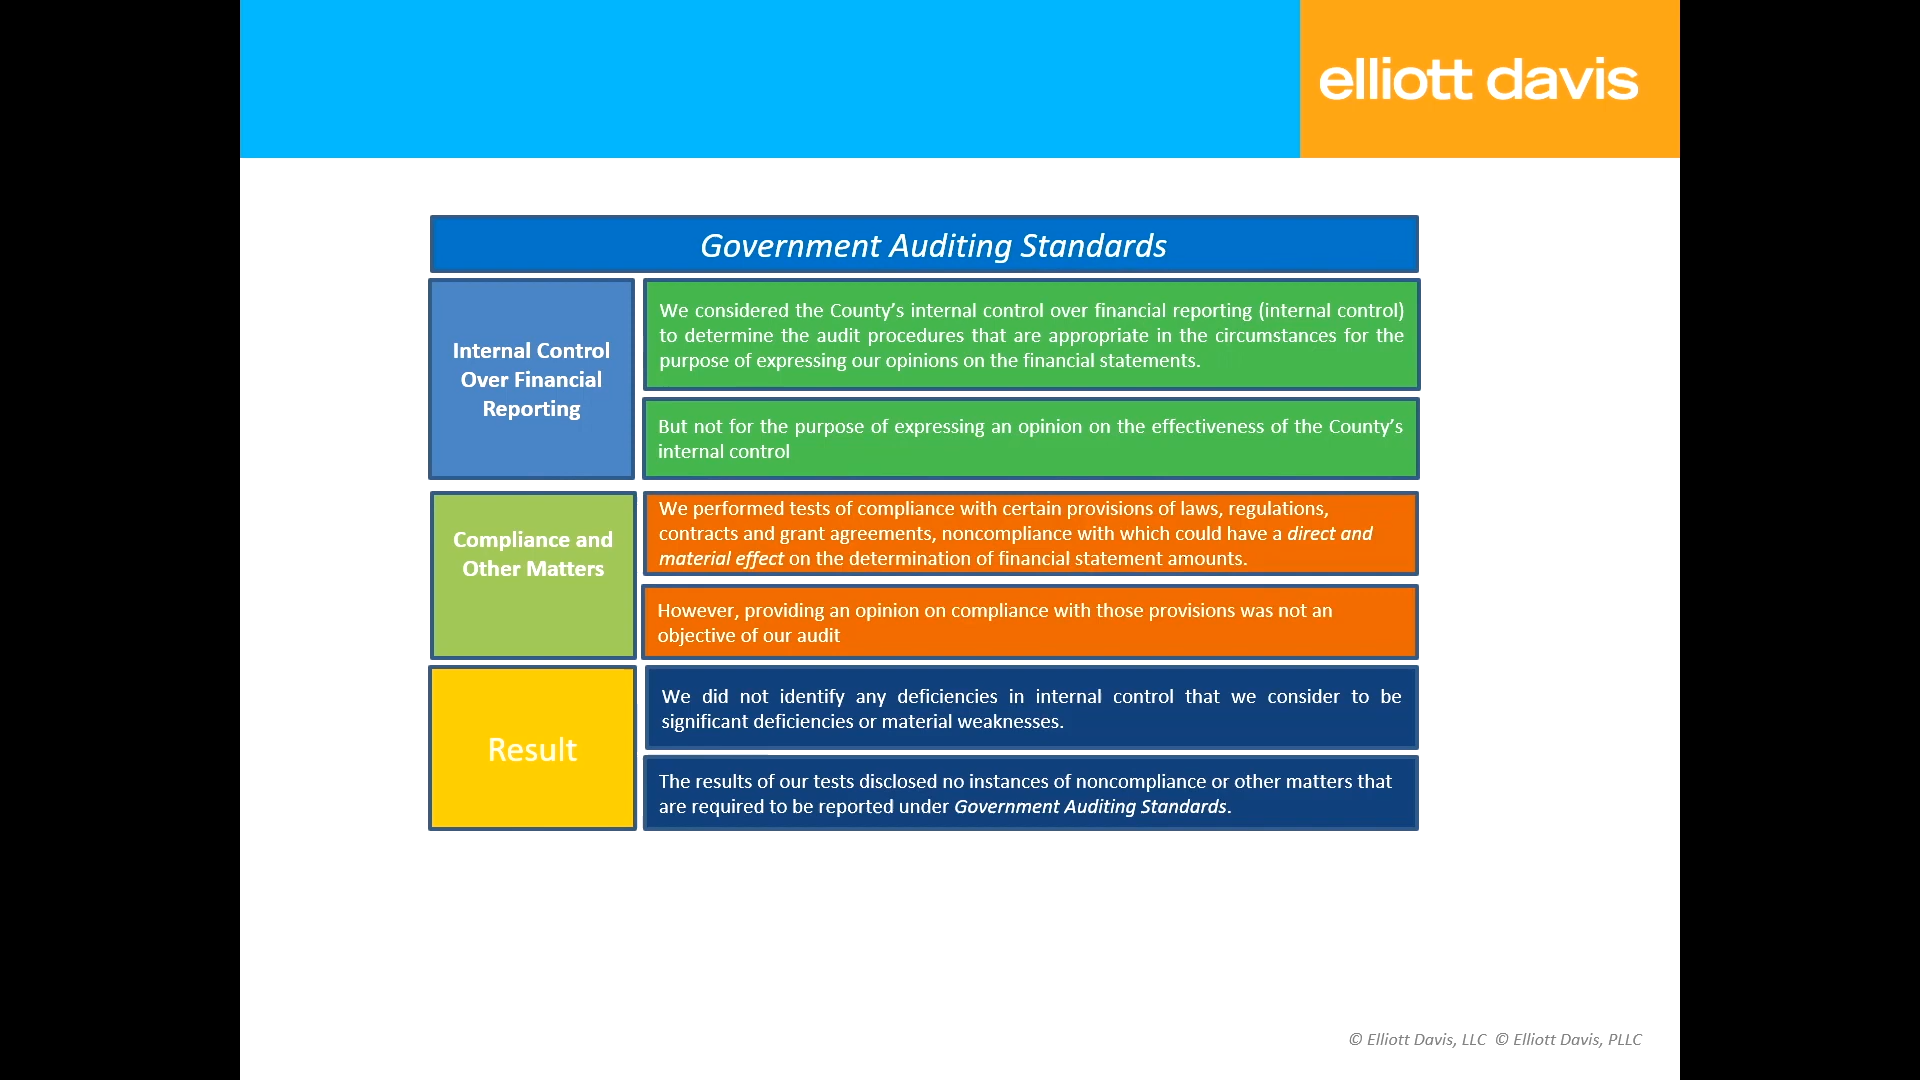 elliott davis
Government Auditing Standards
Internal Control
Over Financial
Reporting
We considered the County’s internal control over financial reporting (internal control)
to determine the audit procedures that are appropriate in the circumstances for the
purpose of expressing our opinions on the financial statements.
But not for the purpose of expressing an opinion on the effectiveness of the County’s
internal control
Compliance and
Other Matters
We performed tests of compliance with certain provisions of laws, regulations,
contracts and grant agreements, noncompliance with which could have a direct and
material effect on the determination of financial statement amounts.
However, providing an opinion on compliance with those provisions was not an
objective of our audit
Result
We did not identify any deficiencies in internal control that we consider to be
significant deficiencies or material weaknesses.
The results of our tests disclosed no instances of noncompliance or other matters that
are required to be reported under Government Auditing Standards.
© Elliott Davis, LLC © Elliott Davis, PLLC